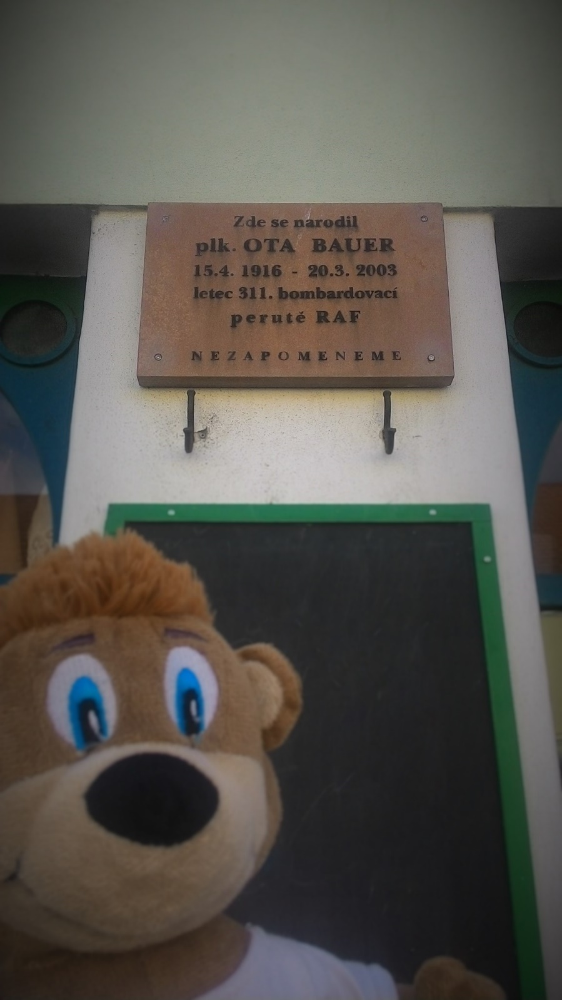 Zde se narodil
plk. OTA BAUER
15.4. 1916 - 20.3. 2003
letec 311. bombardovací
perutě RAF
NEZAPOMENEME